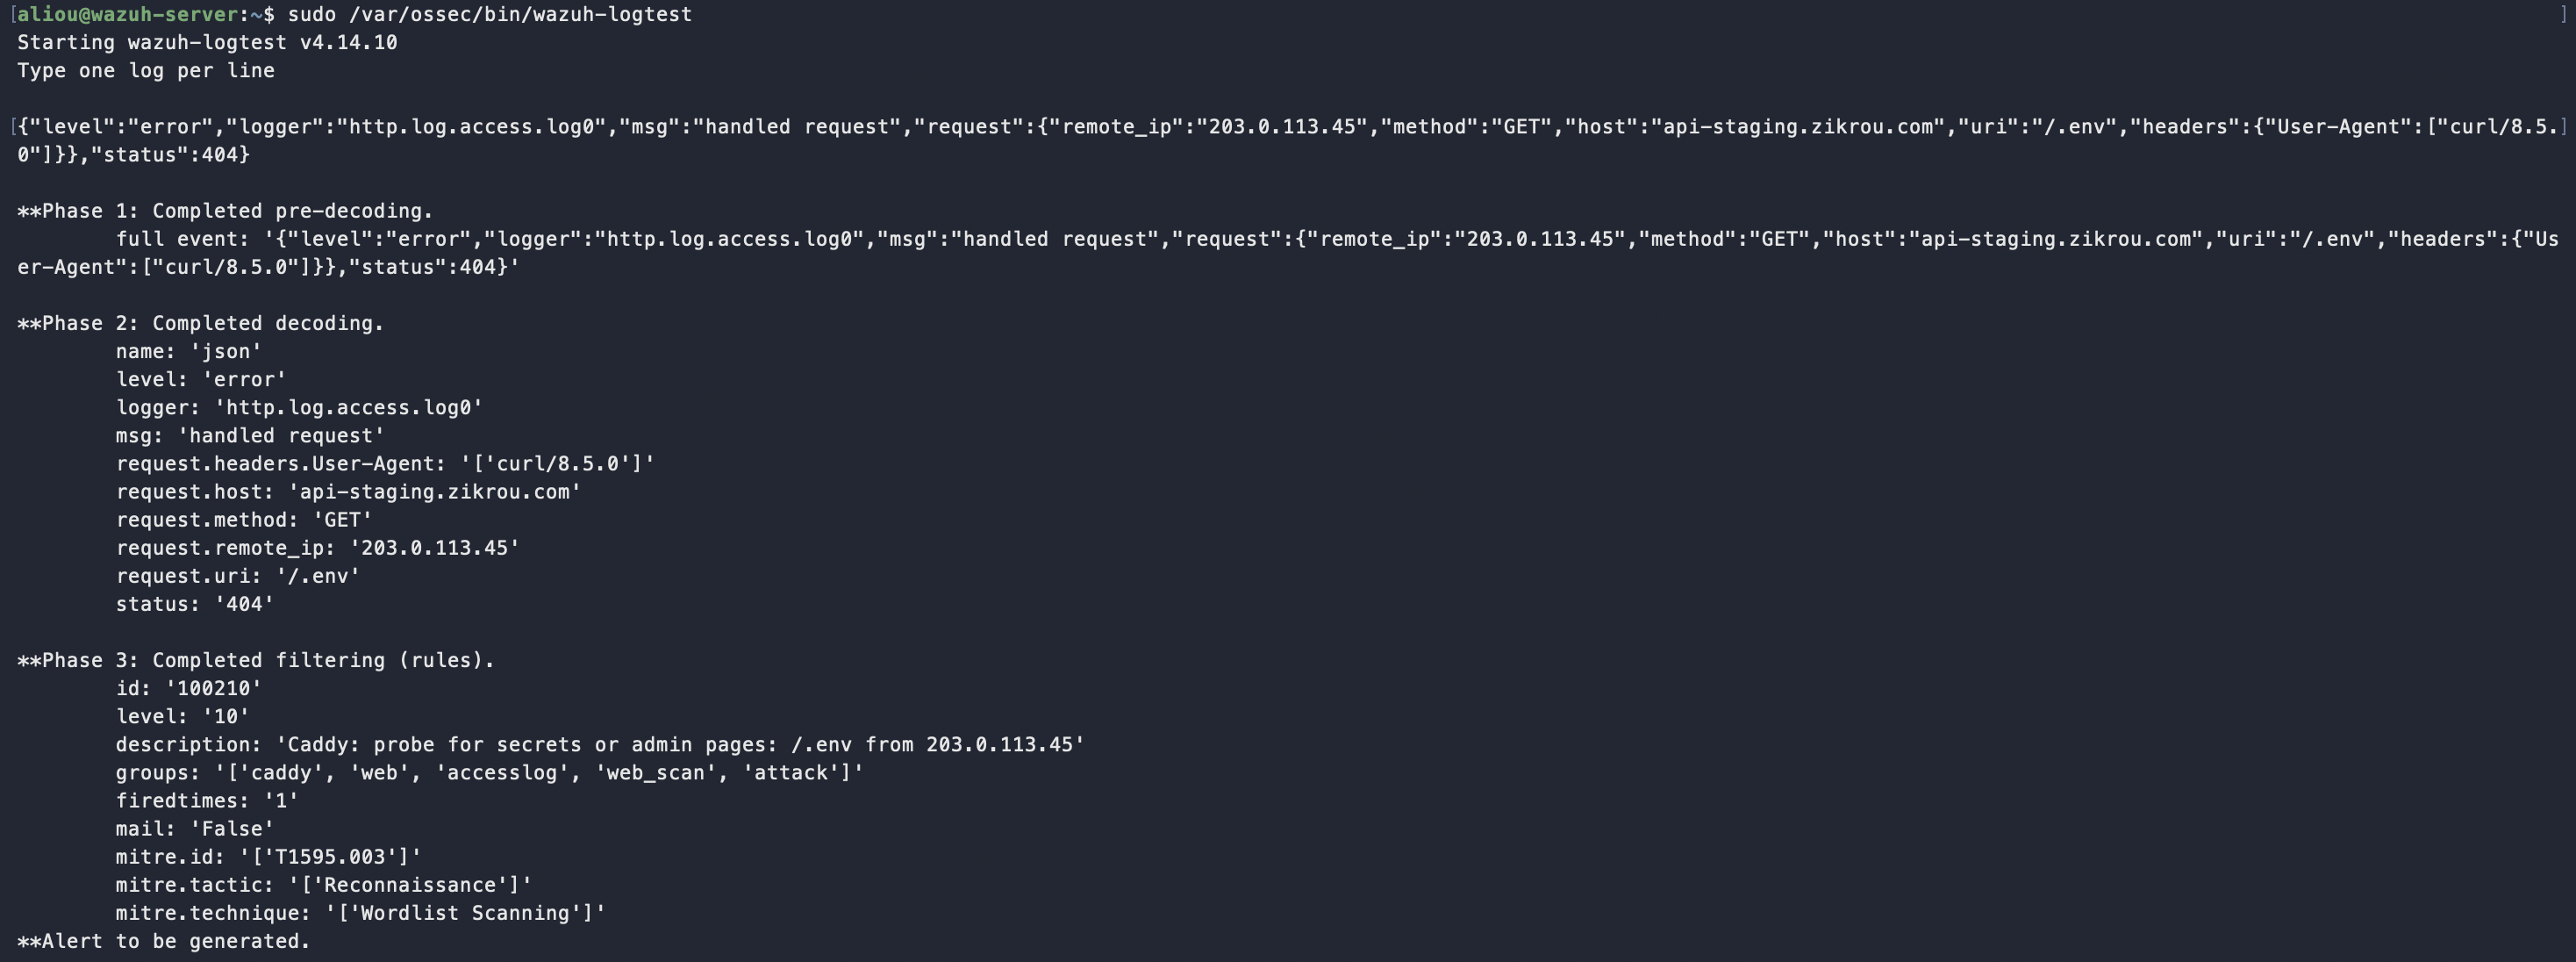 [aliou@wazuh-server:~$ sudo /var/ossec/bin/wazuh-logtest ]
Starting wazuh-logtest v4.14.10
Type one log per line
[{"level":"error","logger":"http.log.access.log0","msg":"handled request","request":{"remote_ip":"203.0.113.45","method":"GET","host":"api-staging.zikrou.com","uri":"/.env","headers":{"User-Agent":["curl/8.5.]
0"]}},"status":404}
**Phase 1: Completed pre-decoding.
full event: '{"level":"error","logger":"http.log.access.log0","msg":"handled request","request":{"remote_ip":"203.0.113.45","method":"GET","host":"api-staging.zikrou.com","uri":"/.env","headers":{"Us
er-Agent":["curl/8.5.0"]}},"status":404}'
**Phase 2: Completed decoding.
name: 'json'
level: 'error'
logger: 'http.log.access.log0'
msg: 'handled request'
request.headers.User-Agent: '['curl/8.5.0']'
request.host: 'api-staging.zikrou.com'
request.method: 'GET'
request.remote_ip: '203.0.113.45'
request.uri: '/.env'
status: '404'
**Phase 3: Completed filtering (rules).
id: '100210'
level: '10'
description: 'Caddy: probe for secrets or admin pages: /.env from 203.0.113.45'
groups: '['caddy', 'web', 'accesslog', 'web_scan', 'attack']'
firedtimes: '1'
mail: 'False'
mitre.id: '['T1595.003']'
mitre.tactic: '['Reconnaissance']'
mitre.technique: '['Wordlist Scanning']'
**Alert to be generated.